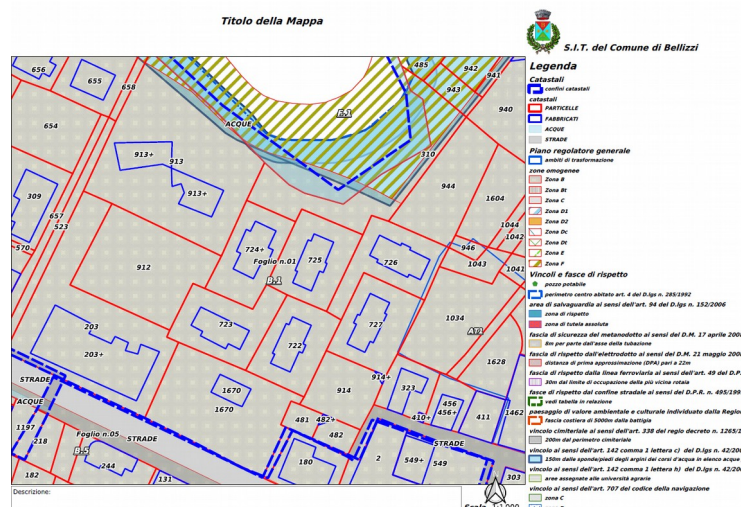 Titolo della Mappa
S.I.T. del Comune di Bellizzi
Legenda
Catastali
confini catastali
catastali
PARTICELLE
FABBRICATI
ACQUE
STRADE
Piano regolatore generale
ambiti di trasformazione
zone omogenee
Zona B
Zona Bt
Zona C
Zona D1
Zona D2
Zona Dc
Zona Dt
Zona E
Zona F
Vincoli e fasce di rispetto
pozzo potabile
perimetro centro abitato art. 4 del D.lgs n. 285/1992
area di salvaguardia ai sensi dell'art. 94 del D.lgs n. 152/2006
zona di rispetto
zona di tutela assoluta
fascia di sicurezza del metanodotto ai sensi del D.M. 17 aprile 200
8m per parte dall'asse della tubazione
fascia di rispetto dall'elettrodotto ai sensi del D.M. 21 maggio 200
distanza di prima approssimazione (DPA) pari a 22m
fascia di rispetto dalla linea ferroviaria ai sensi dell'art. 49 del D.P.
30m dal limite di occupazione della più vicina rotaia
fasce di rispetto dal confine stradale ai sensi del D.P.R. n. 495/199
vedi tabella in relazione
paesaggio di valore ambientale e culturale individuato dalla Region
fascia costiera di 5000m dalla battigia
vincolo cimiteriale ai sensi dell'art. 338 del regio decreto n. 1265/1
200m dal perimetro cimiteriale
vincolo ai sensi dell'art. 142 comma 1 lettera c) del D.lgs n. 42/200
150m dalle sponde/piedi degli argini dei corsi d'acqua in elenco acque
vincolo ai sensi dell'art. 142 comma 1 lettera h) del D.lgs n. 42/200
aree assegnate alle università agrarie
vincolo ai sensi dell'art. 707 del codice della navigazione
zona C
656
655
658
654
485
942
941
943
940
E.1
ACQUE
310
913+
913
913+
309
657
523
570
944
1604
1044
1042
946
1043
1041
724+
725
726
Foglio n.01
B.1
912
203
203+
723
722
727
1034
AT1
1628
STRADE
ACQUE
1670
1670
914
914+
323
456
456+
410+
411
1462
481
482+
482
STRADE
1197
218
Foglio n.05
STRADE
B.5
244
182
131
180
2
549+
549
303
Descrizione:
Scala 1:1.000